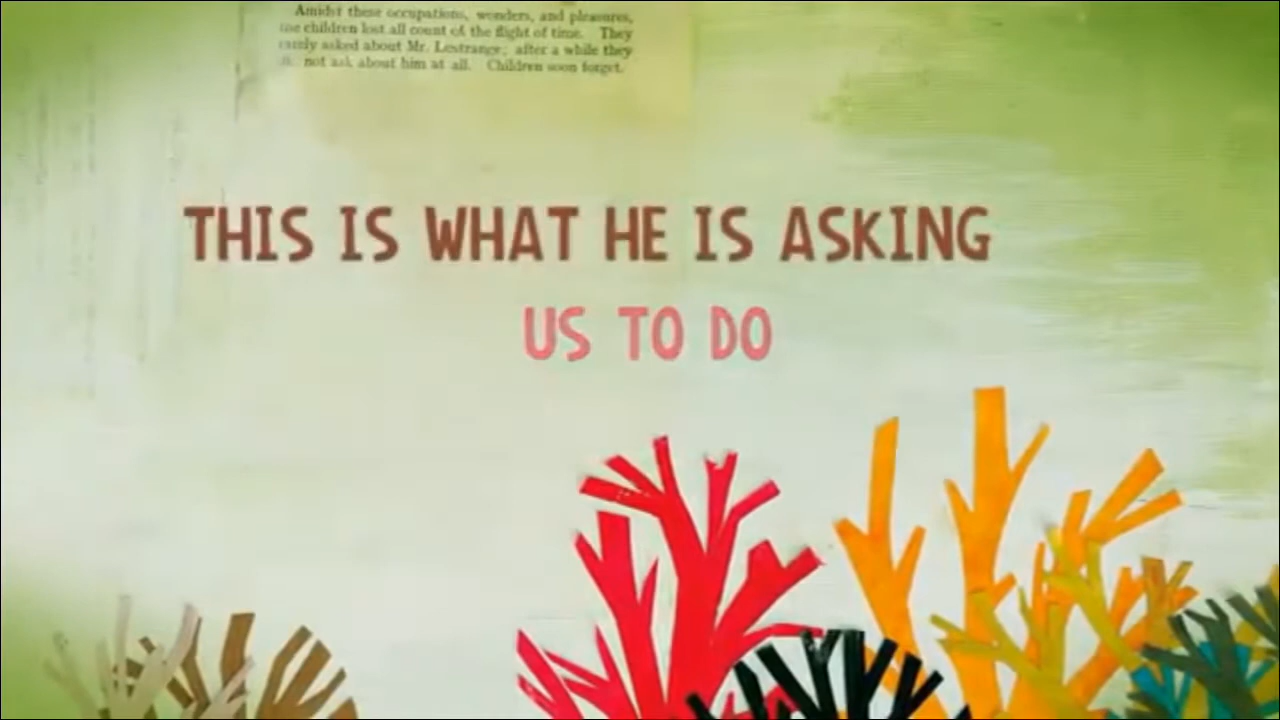 Amidst these occupations, wonders, and pleasures,
the children lost all count of the flight of time. They
rarely asked about Mr. Lestrange; after a while they
not ask about him at all. Children soon forget.
THIS IS WHAT HE IS ASKING
US TO DO